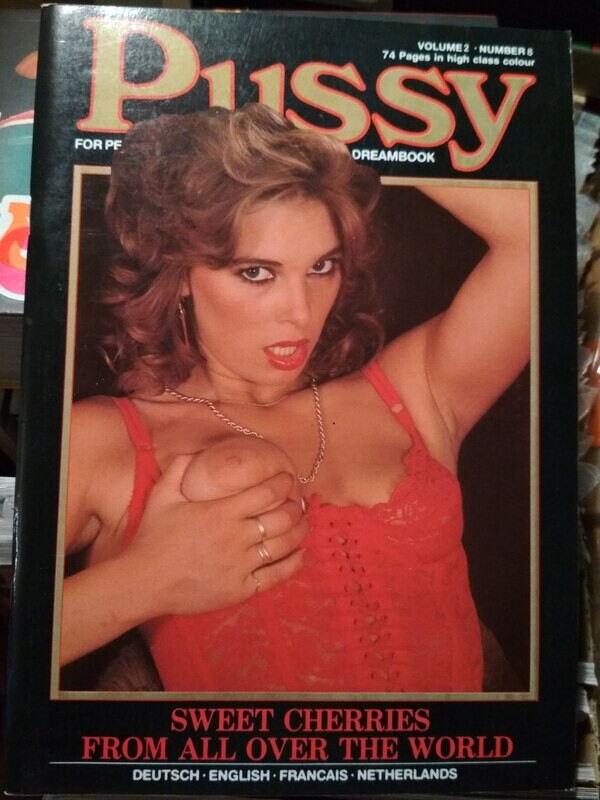 Pussy
VOLUME 2 · NUMBER 8
74 Pages in high class colour
FOR
DREAMBOOK
SWEET CHERRIES
FROM ALL OVER THE WORLD
DEUTSCH · ENGLISH · FRANCAIS · NETHERLANDS